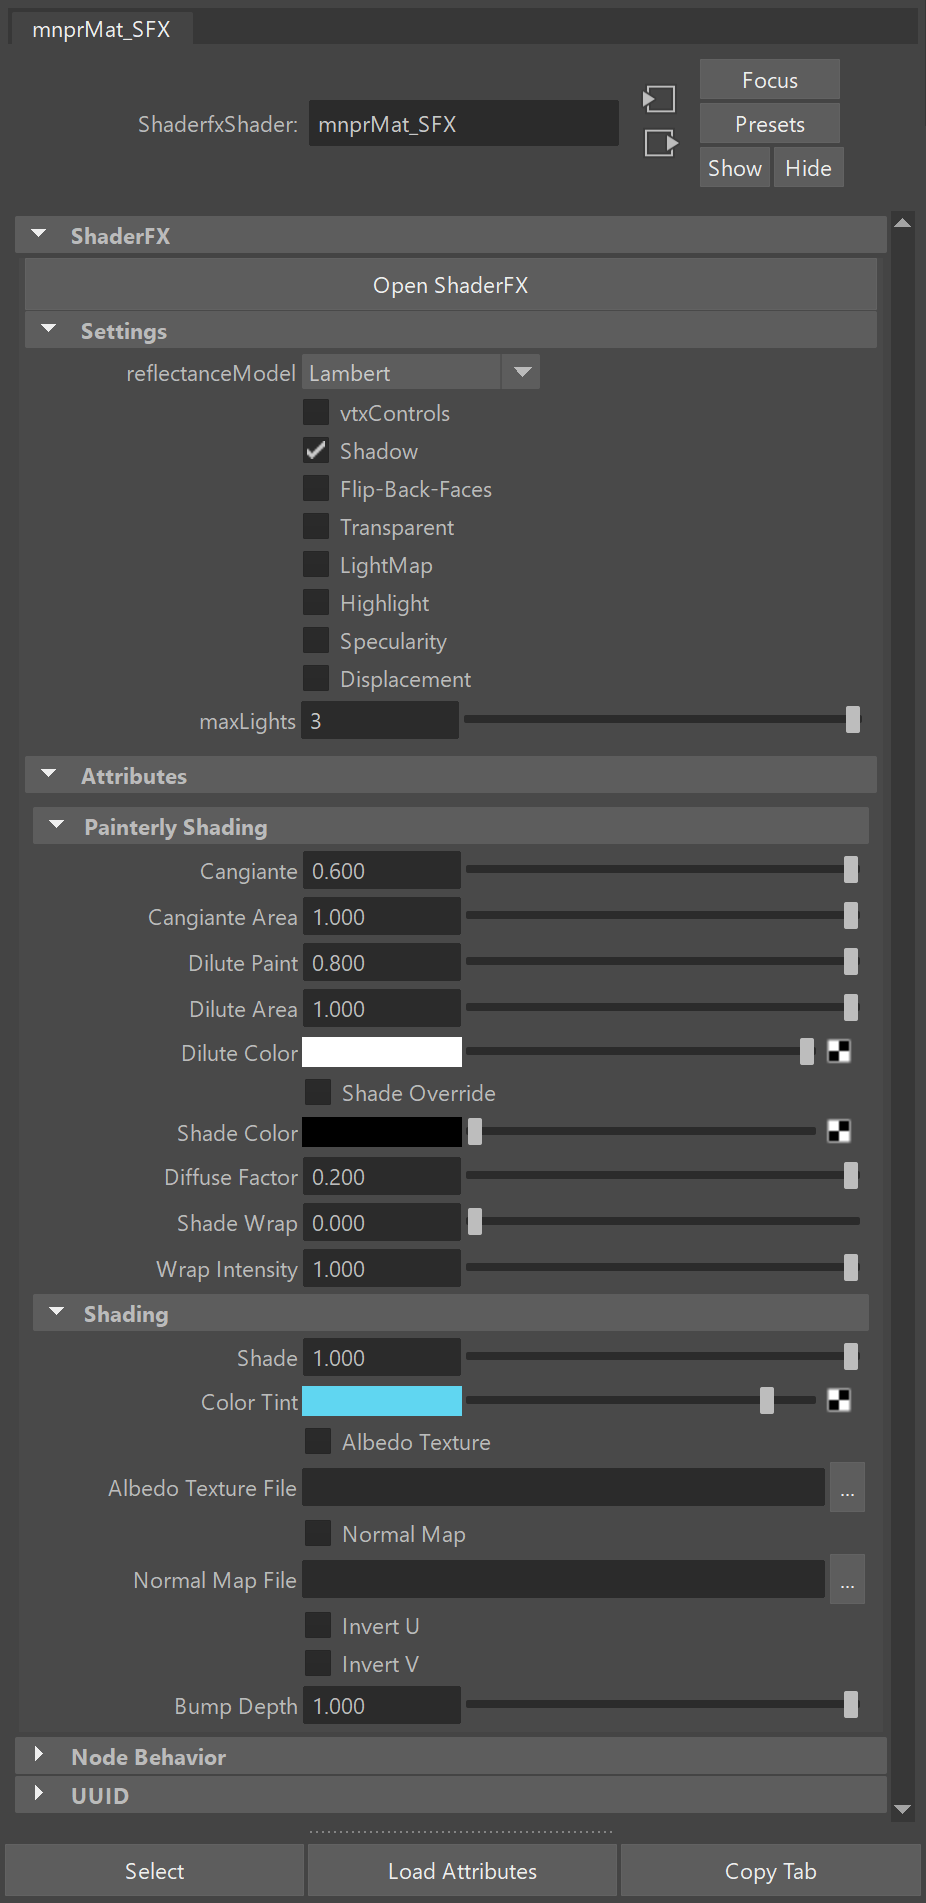 mnprMat_SFX
Focus
ShaderfxShader: mnprMat_SFX
Presets
Show Hide
ShaderFX
Open ShaderFX
Settings
reflectanceModel Lambert
vtxControls
Shadow
Flip-Back-Faces
Transparent
LightMap
Highlight
Specularity
Displacement
maxLights 3
Attributes
Painterly Shading
Cangiante 0.600
Cangiante Area 1.000
Dilute Paint 0.800
Dilute Area 1.000
Dilute Color
Shade Override
Shade Color
Diffuse Factor 0.200
Shade Wrap 0.000
Wrap Intensity 1.000
Shading
Shade 1.000
Color Tint
Albedo Texture
Albedo Texture File ...
Normal Map
Normal Map File ...
Invert U
Invert V
Bump Depth 1.000
Node Behavior
UUID
Select Load Attributes Copy Tab